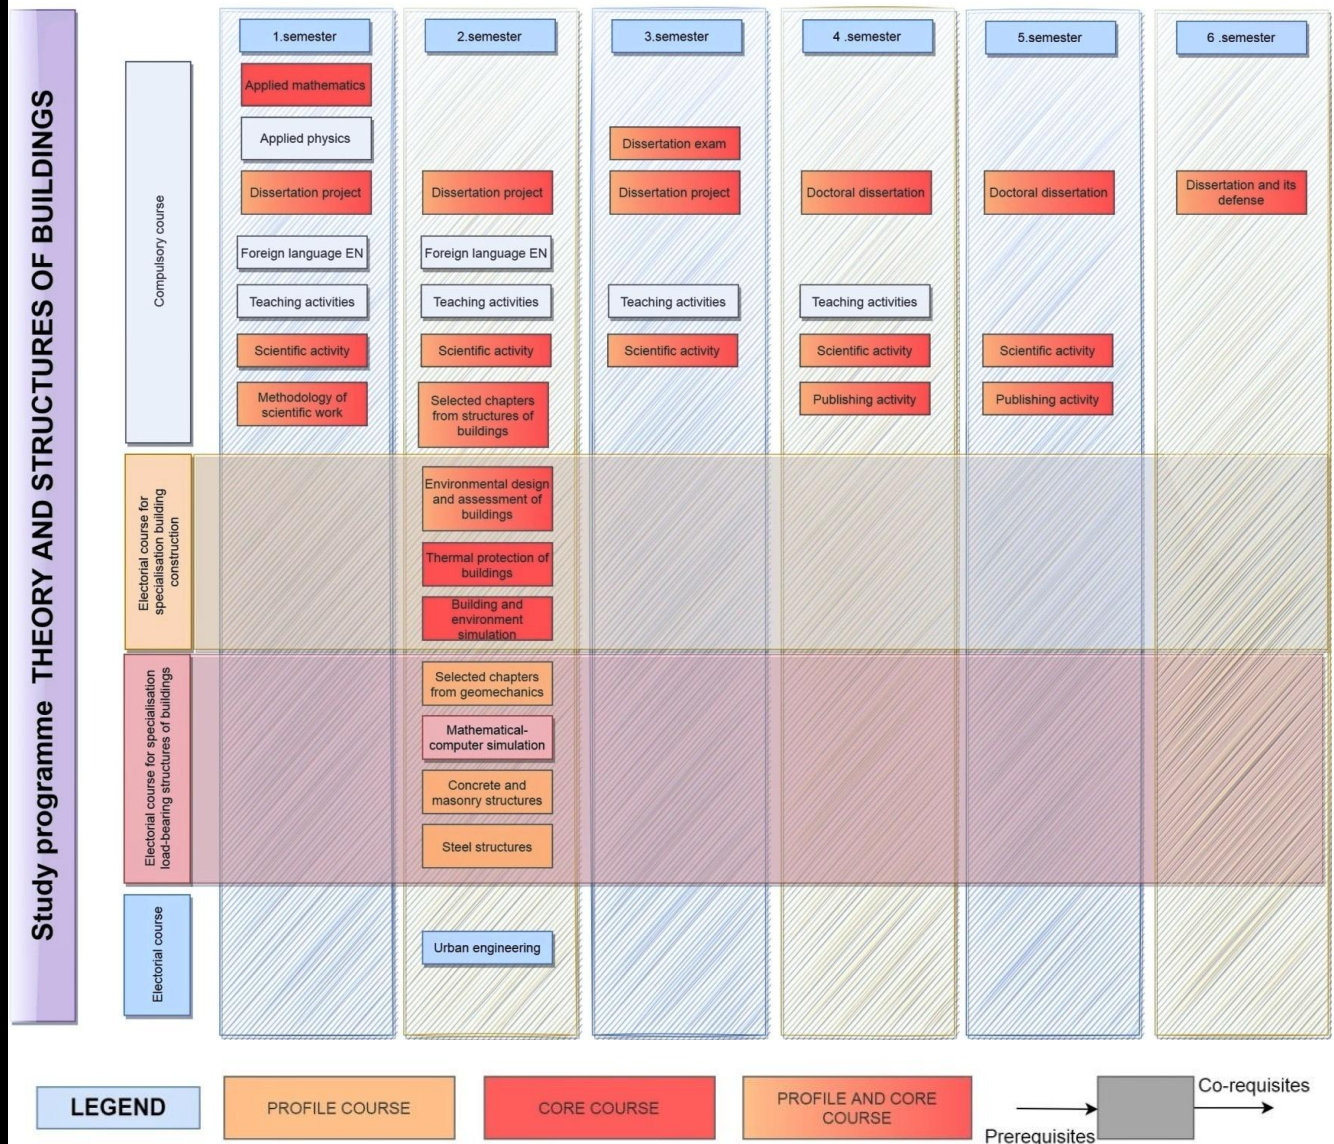 Study programme THEORY AND STRUCTURES OF BUILDINGS
1.semester
2.semester
3.semester
4 .semester
5.semester
6 .semester
Compulsory course
Applied mathematics
Applied physics
Dissertation exam
Dissertation project
Dissertation project
Dissertation project
Doctoral dissertation
Doctoral dissertation
Dissertation and its
defense
Foreign language EN
Foreign language EN
Teaching activities
Teaching activities
Teaching activities
Teaching activities
Scientific activity
Scientific activity
Scientific activity
Scientific activity
Scientific activity
Methodology of
scientific work
Selected chapters
from structures of
buildings
Publishing activity
Publishing activity
Electorial course for
specialisation building
construction
Environmental design
and assessment of
buildings
Thermal protection of
buildings
Building and
environment
simulation
Electorial course for specialisation
load-bearing structures of buildings
Selected chapters
from geomechanics
Mathematical-
computer simulation
Concrete and
masonry structures
Steel structures
Electorial course
Urban engineering
LEGEND
PROFILE COURSE
CORE COURSE
PROFILE AND CORE
COURSE
Prerequisites
Co-requisites